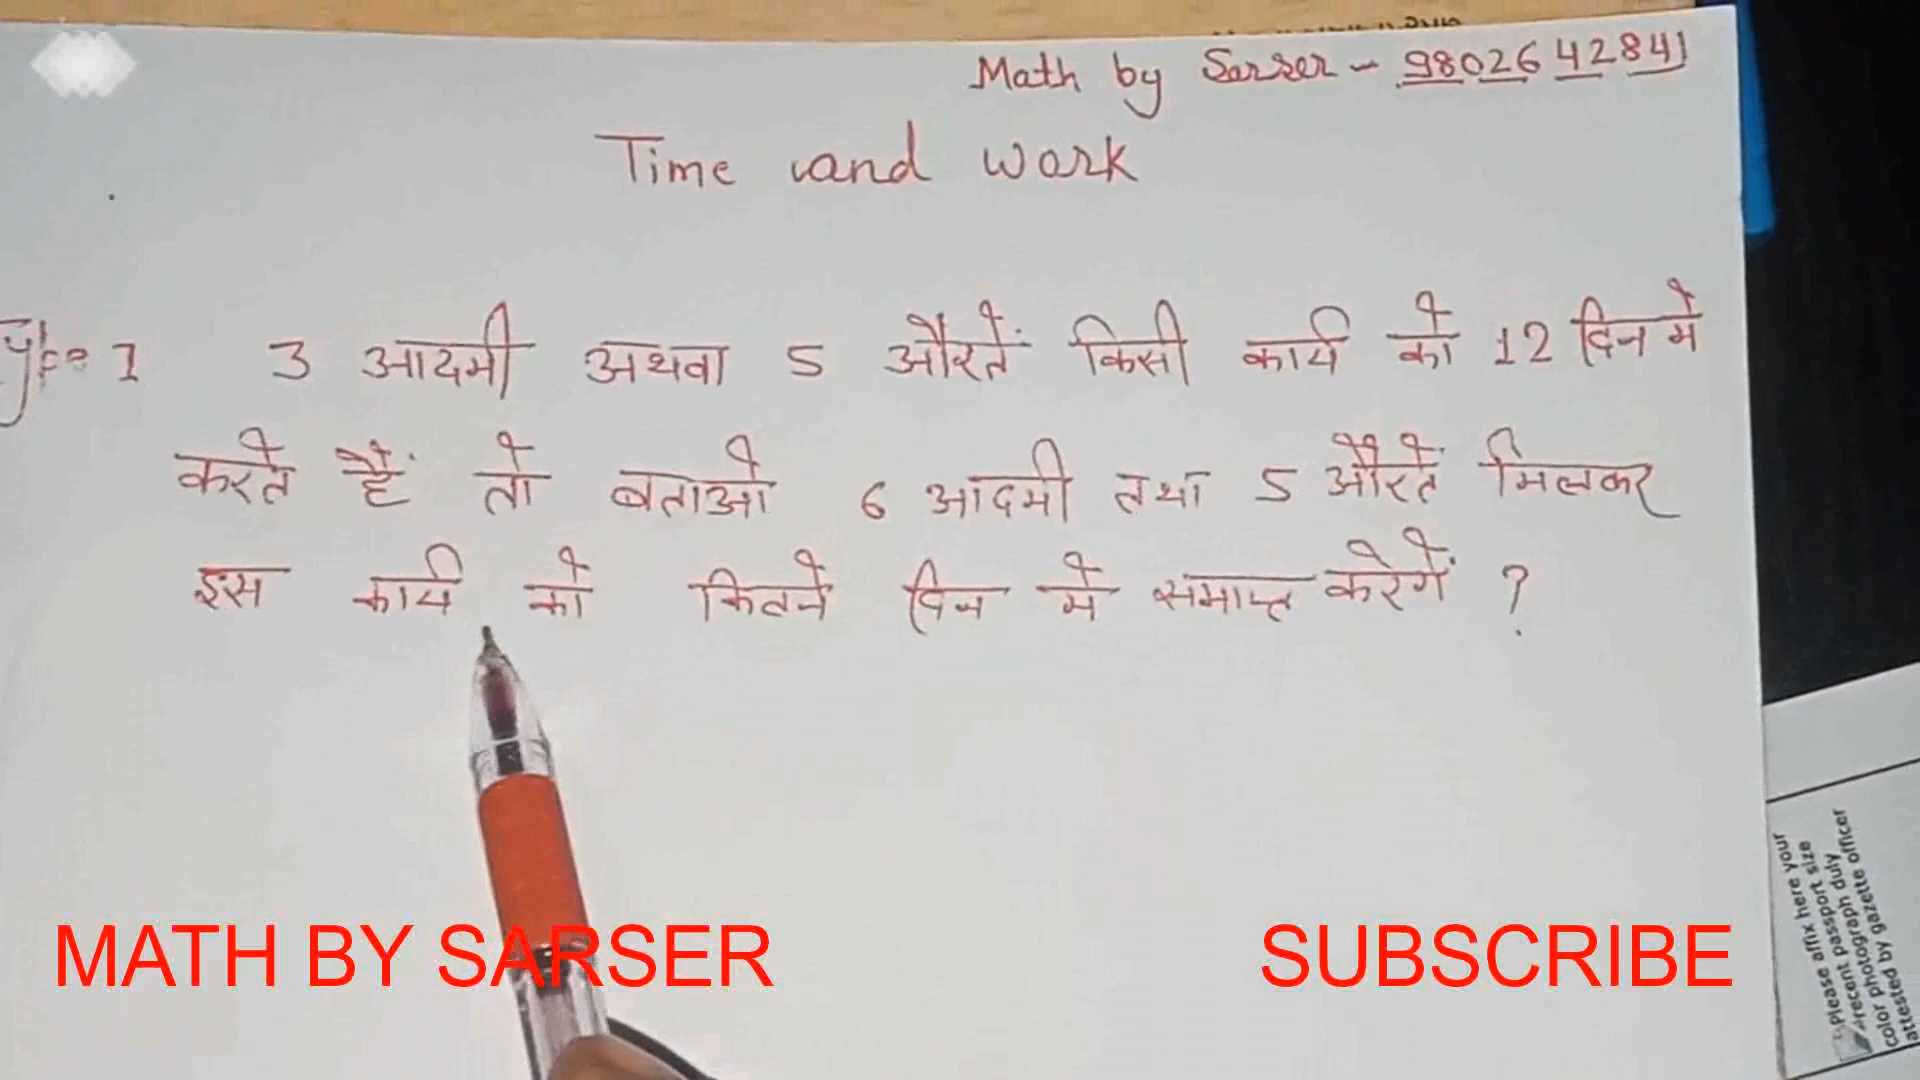 Math by Sarser - 9802642841
Time and work
Type 1 3 आदमी अथवा 5 औरतें किसी कार्य को 12 दिन मे
करते हैं तो बताओ 6 आदमी तथा 5 औरते मिलकर
इस कार्य को कितने दिन मे समाप्त करेगें ?
MATH BY SARSER
SUBSCRIBE
Please affix here your
recent passport size
photograph duly
color photograph officer
attested by gazette